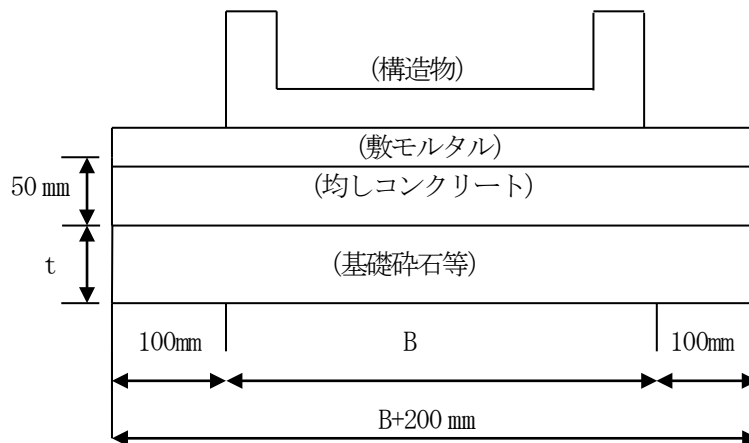 (構造物)
(敷モルタル)
50 mm
(均しコンクリート)
t
(基礎砕石等)
100mm
B
100mm
B+200 mm